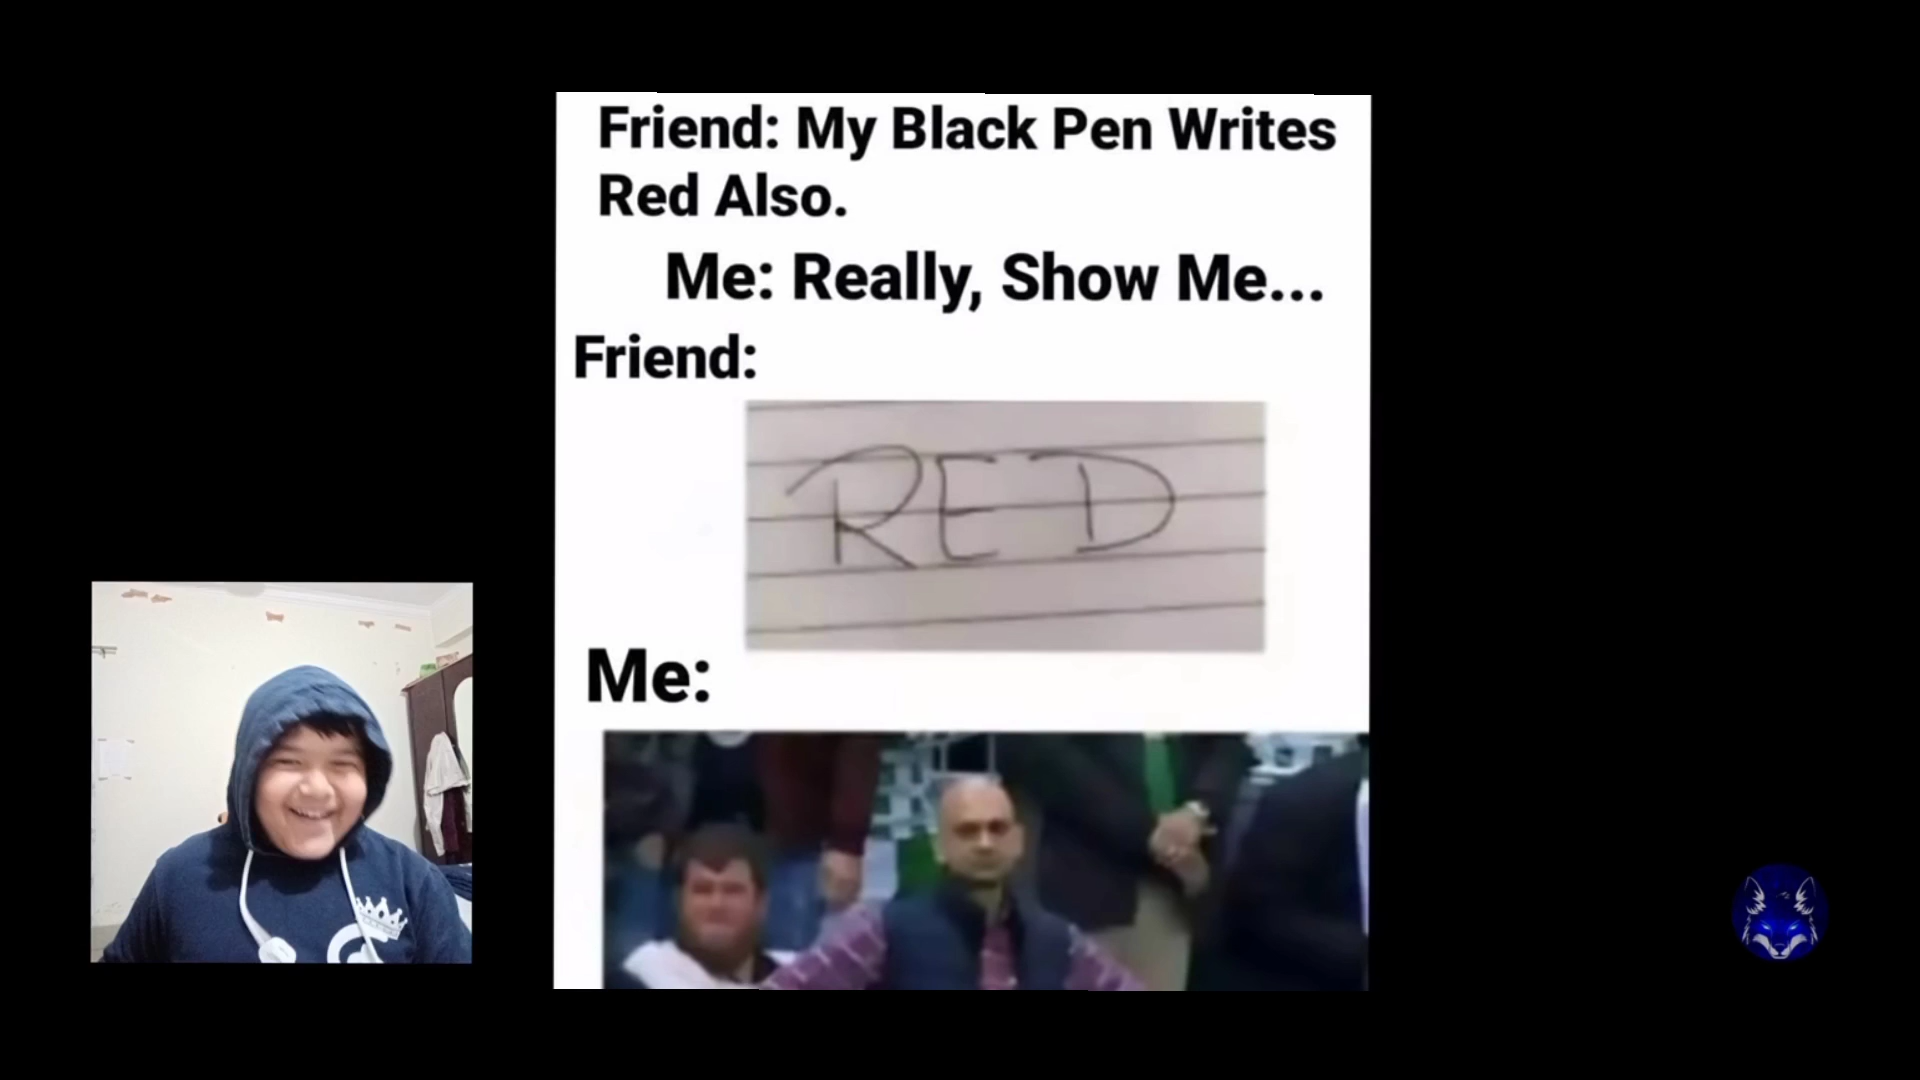 Friend: My Black Pen Writes
Red Also.
Me: Really, Show Me...
Friend:
RED
Me: